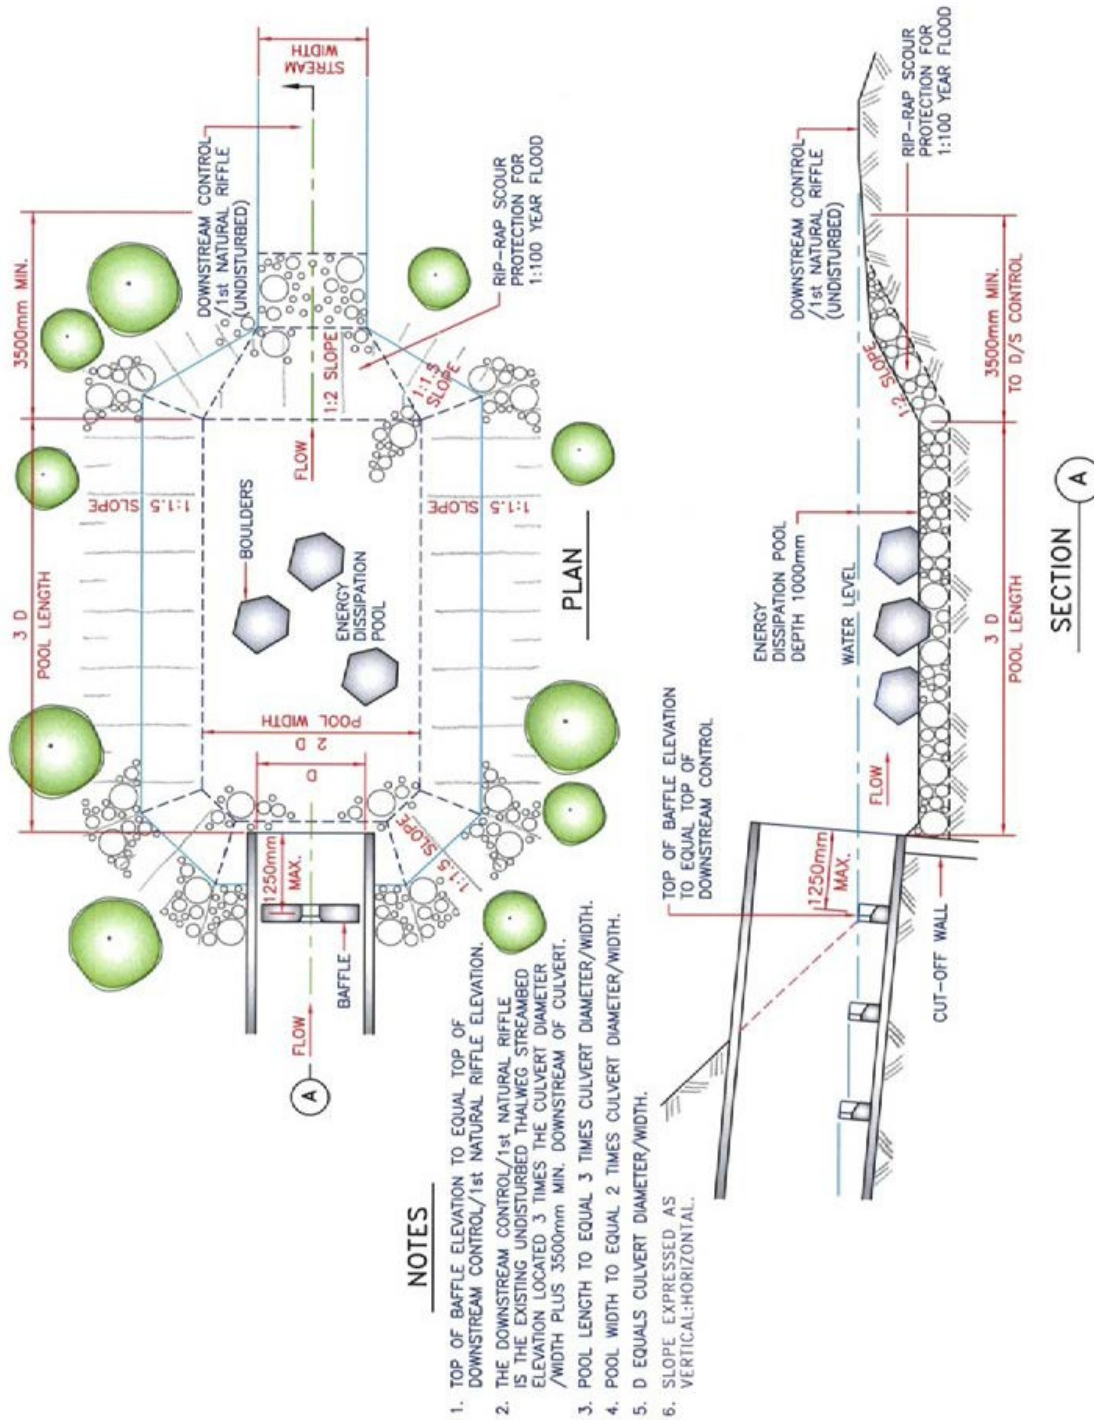 3500mm MIN.
3 D
POOL LENGTH
DOWNSTREAM CONTROL
/1st NATURAL RIFFLE
(UNDISTURBED)
STREAM
WIDTH
RIP-RAP SCOUR
PROTECTION FOR
1:100 YEAR FLOOD
1:2 SLOPE
1:1.5
SLOPE
FLOW
1:1.5 SLOPE
1:1.5 SLOPE
BOULDERS
ENERGY
DISSIPATION
POOL
POOL WIDTH
2 D
D
1:1.5
SLOPE
1250mm
MAX.
BAFFLE
FLOW
A
PLAN
NOTES
1. TOP OF BAFFLE ELEVATION TO EQUAL TOP OF
DOWNSTREAM CONTROL/1st NATURAL RIFFLE ELEVATION.
2. THE DOWNSTREAM CONTROL/1st NATURAL RIFFLE
IS THE EXISTING UNDISTURBED THALWEG STREAMBED
ELEVATION LOCATED 3 TIMES THE CULVERT DIAMETER
/WIDTH PLUS 3500mm MIN. DOWNSTREAM OF CULVERT.
3. POOL LENGTH TO EQUAL 3 TIMES CULVERT DIAMETER/WIDTH.
4. POOL WIDTH TO EQUAL 2 TIMES CULVERT DIAMETER/WIDTH.
5. D EQUALS CULVERT DIAMETER/WIDTH.
6. SLOPE EXPRESSED AS
VERTICAL:HORIZONTAL.
TOP OF BAFFLE ELEVATION
TO EQUAL TOP OF
DOWNSTREAM CONTROL
1250mm
MAX.
CUT-OFF WALL
FLOW
ENERGY
DISSIPATION POOL
DEPTH 1000mm
WATER LEVEL
DOWNSTREAM CONTROL
/1st NATURAL RIFFLE
(UNDISTURBED)
1:2 SLOPE
RIP-RAP SCOUR
PROTECTION FOR
1:100 YEAR FLOOD
3 D
POOL LENGTH
3500mm MIN.
TO D/S CONTROL
SECTION
A